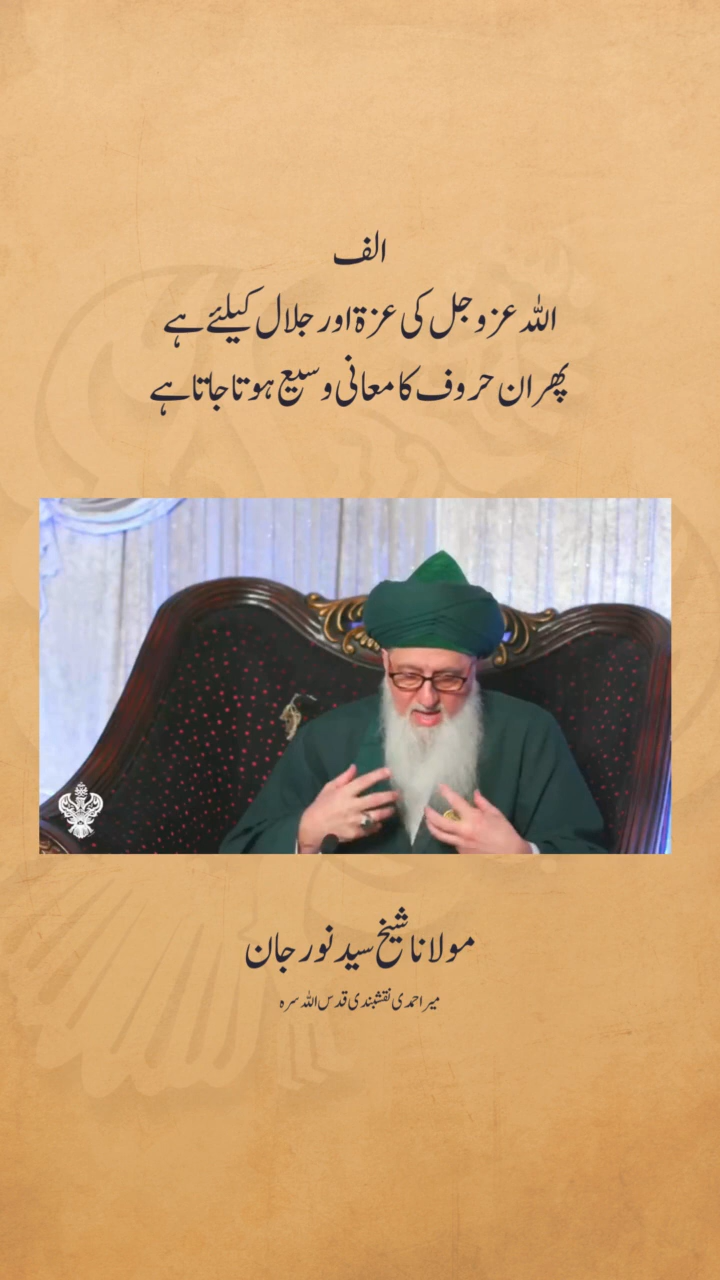 الف
اللہ عزوجل کی عزۃ اور جلال کیلئے ہے
پھر ان حروف کا معانی وسیع ہوتا جاتا ہے
مولانا شیخ سید نور جان
میر احمدی نقشبندی قدس اللہ سرہ